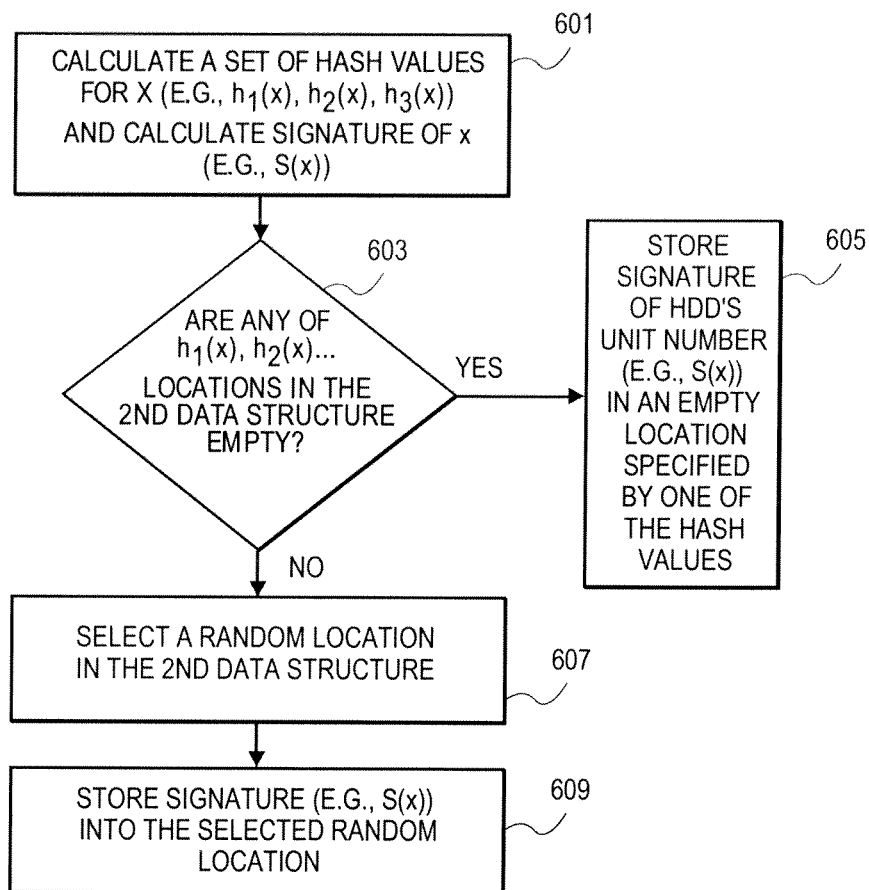 601
CALCULATE A SET OF HASH VALUES
FOR X (E.G., h₁(x), h₂(x), h₃(x))
AND CALCULATE SIGNATURE OF x
(E.G., S(x))
603
ARE ANY OF
h₁(x), h₂(x)...
LOCATIONS IN THE
2ND DATA STRUCTURE
EMPTY?
YES
605
STORE
SIGNATURE
OF HDD'S
UNIT NUMBER
(E.G., S(x))
IN AN EMPTY
LOCATION
SPECIFIED
BY ONE OF
THE HASH
VALUES
NO
SELECT A RANDOM LOCATION
IN THE 2ND DATA STRUCTURE
607
STORE SIGNATURE (E.G., S(x))
INTO THE SELECTED RANDOM
LOCATION
609